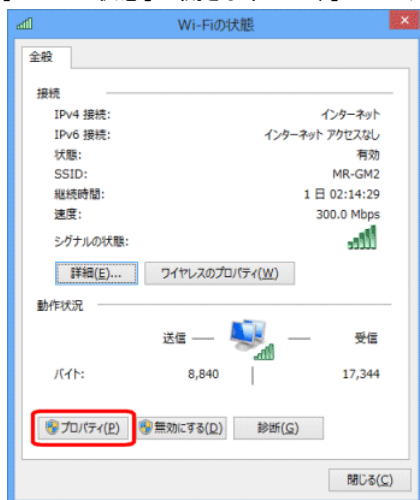 Wi-Fiの状態
×
全般
接続
IPv4 接続: インターネット
IPv6 接続: インターネット アクセスなし
状態: 有効
SSID: MR-GM2
継続時間: 1 日 02:14:29
速度: 300.0 Mbps
シグナルの状態:
詳細(E)... ワイヤレスのプロパティ(W)
動作状況
送信 受信
バイト: 8,840 17,344
プロパティ(P) 無効にする(D) 診断(G)
閉じる(C)